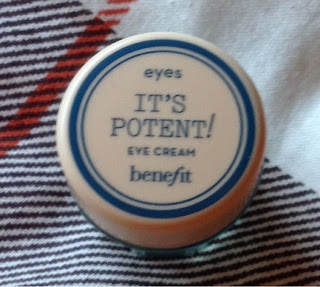 eyes
IT'S
POTENT!
EYE CREAM
benefit